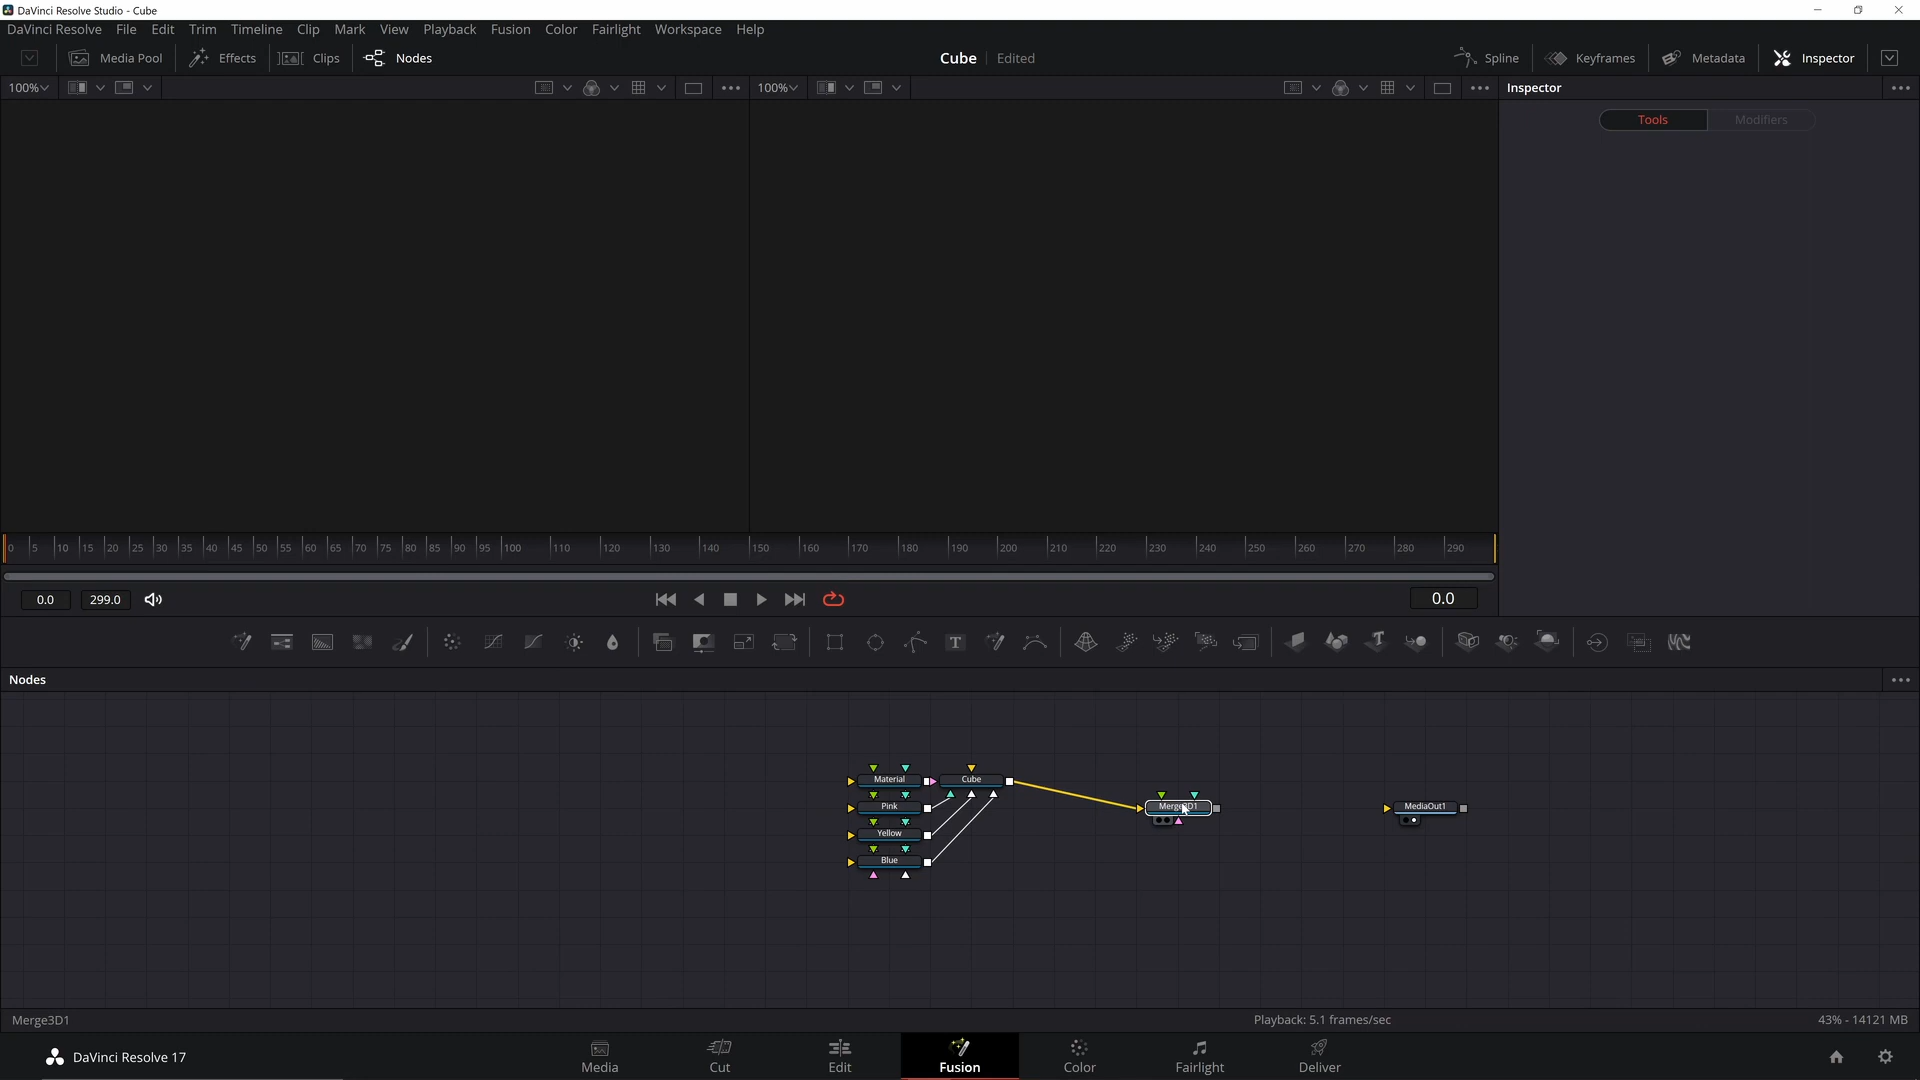 DaVinci Resolve Studio - Cube
DaVinci Resolve File Edit Trim Timeline Clip Mark View Playback Fusion Color Fairlight Workspace Help
Media Pool Effects Clips Nodes Cube Edited Spline Keyframes Metadata Inspector
100% 100% Inspector
Tools Modifiers
0 5 10 15 20 25 30 35 40 45 50 55 60 65 70 75 80 85 90 95 100 110 120 130 140 150 160 170 180 190 200 210 220 230 240 250 260 270 280 290
0.0 299.0 0.0
Nodes
Material Cube
Pink Merge3D1 MediaOut1
Yellow
Blue
Merge3D1 Playback: 5.1 frames/sec 43% - 14121 MB
DaVinci Resolve 17 Media Cut Edit Fusion Color Fairlight Deliver